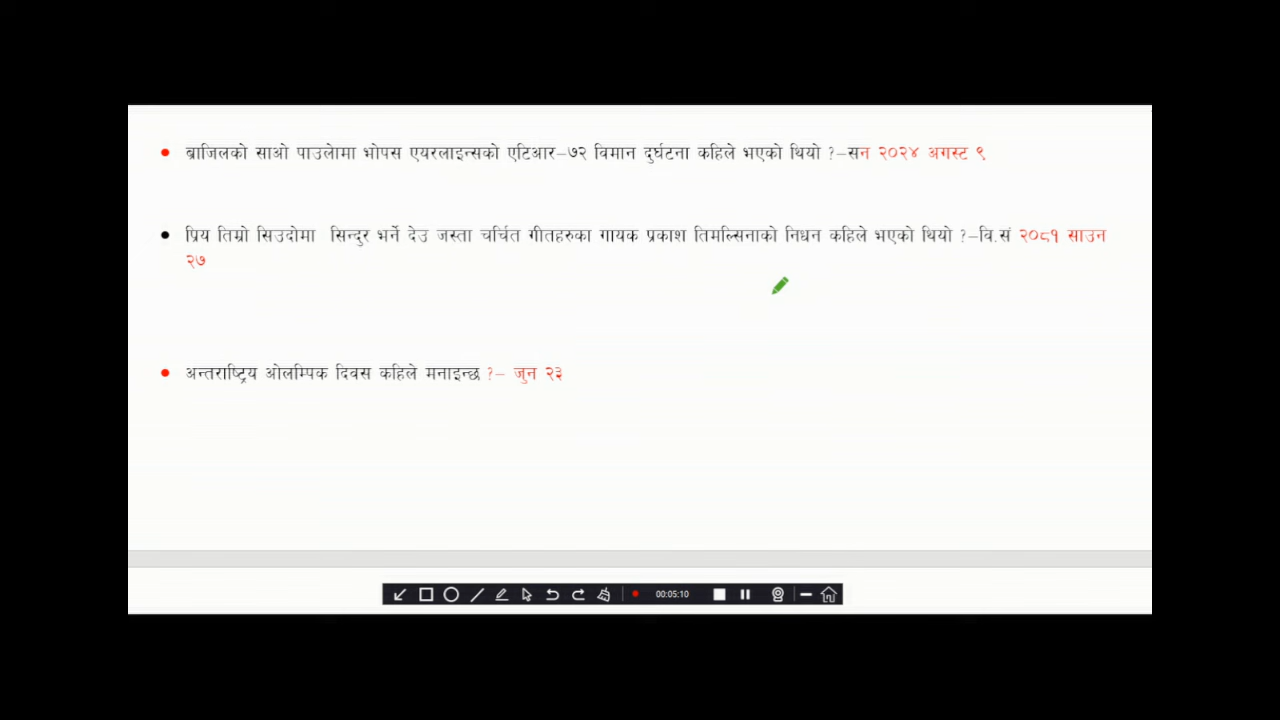 ब्राजिलको साओ पाउलोमा भोपस एयरलाइन्सको एटिआर–७२ विमान दुर्घटना कहिले भएको थियो ?–सन २०२४ अगस्ट ९
प्रिय तिम्रो सिउदोमा सिन्दुर भर्ने देउ जस्ता चर्चित गीतहरुका गायक प्रकाश तिमल्सिनाको निधन कहिले भएको थियो ?–वि.सं २०८१ साउन
२७
अन्तराष्ट्रिय ओलम्पिक दिवस कहिले मनाइन्छ ?– जुन २३
00:05:10